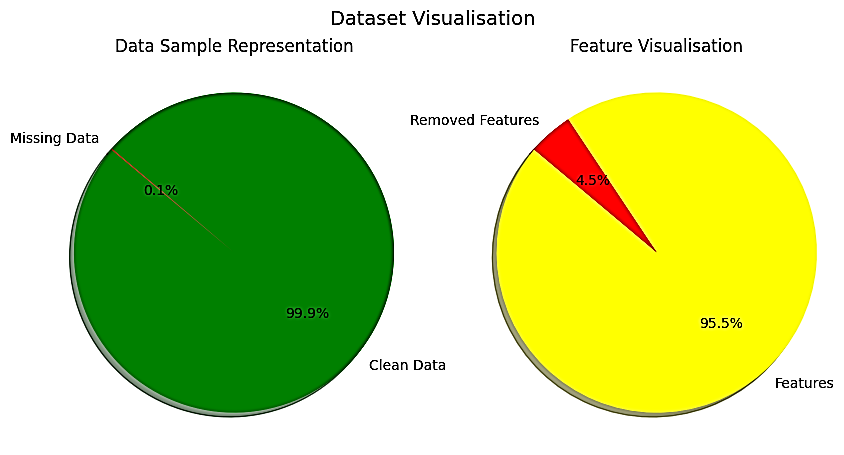 Dataset Visualisation
Data Sample Representation
Missing Data
0.1%
99.9%
Clean Data
Feature Visualisation
Removed Features
4.5%
95.5%
Features